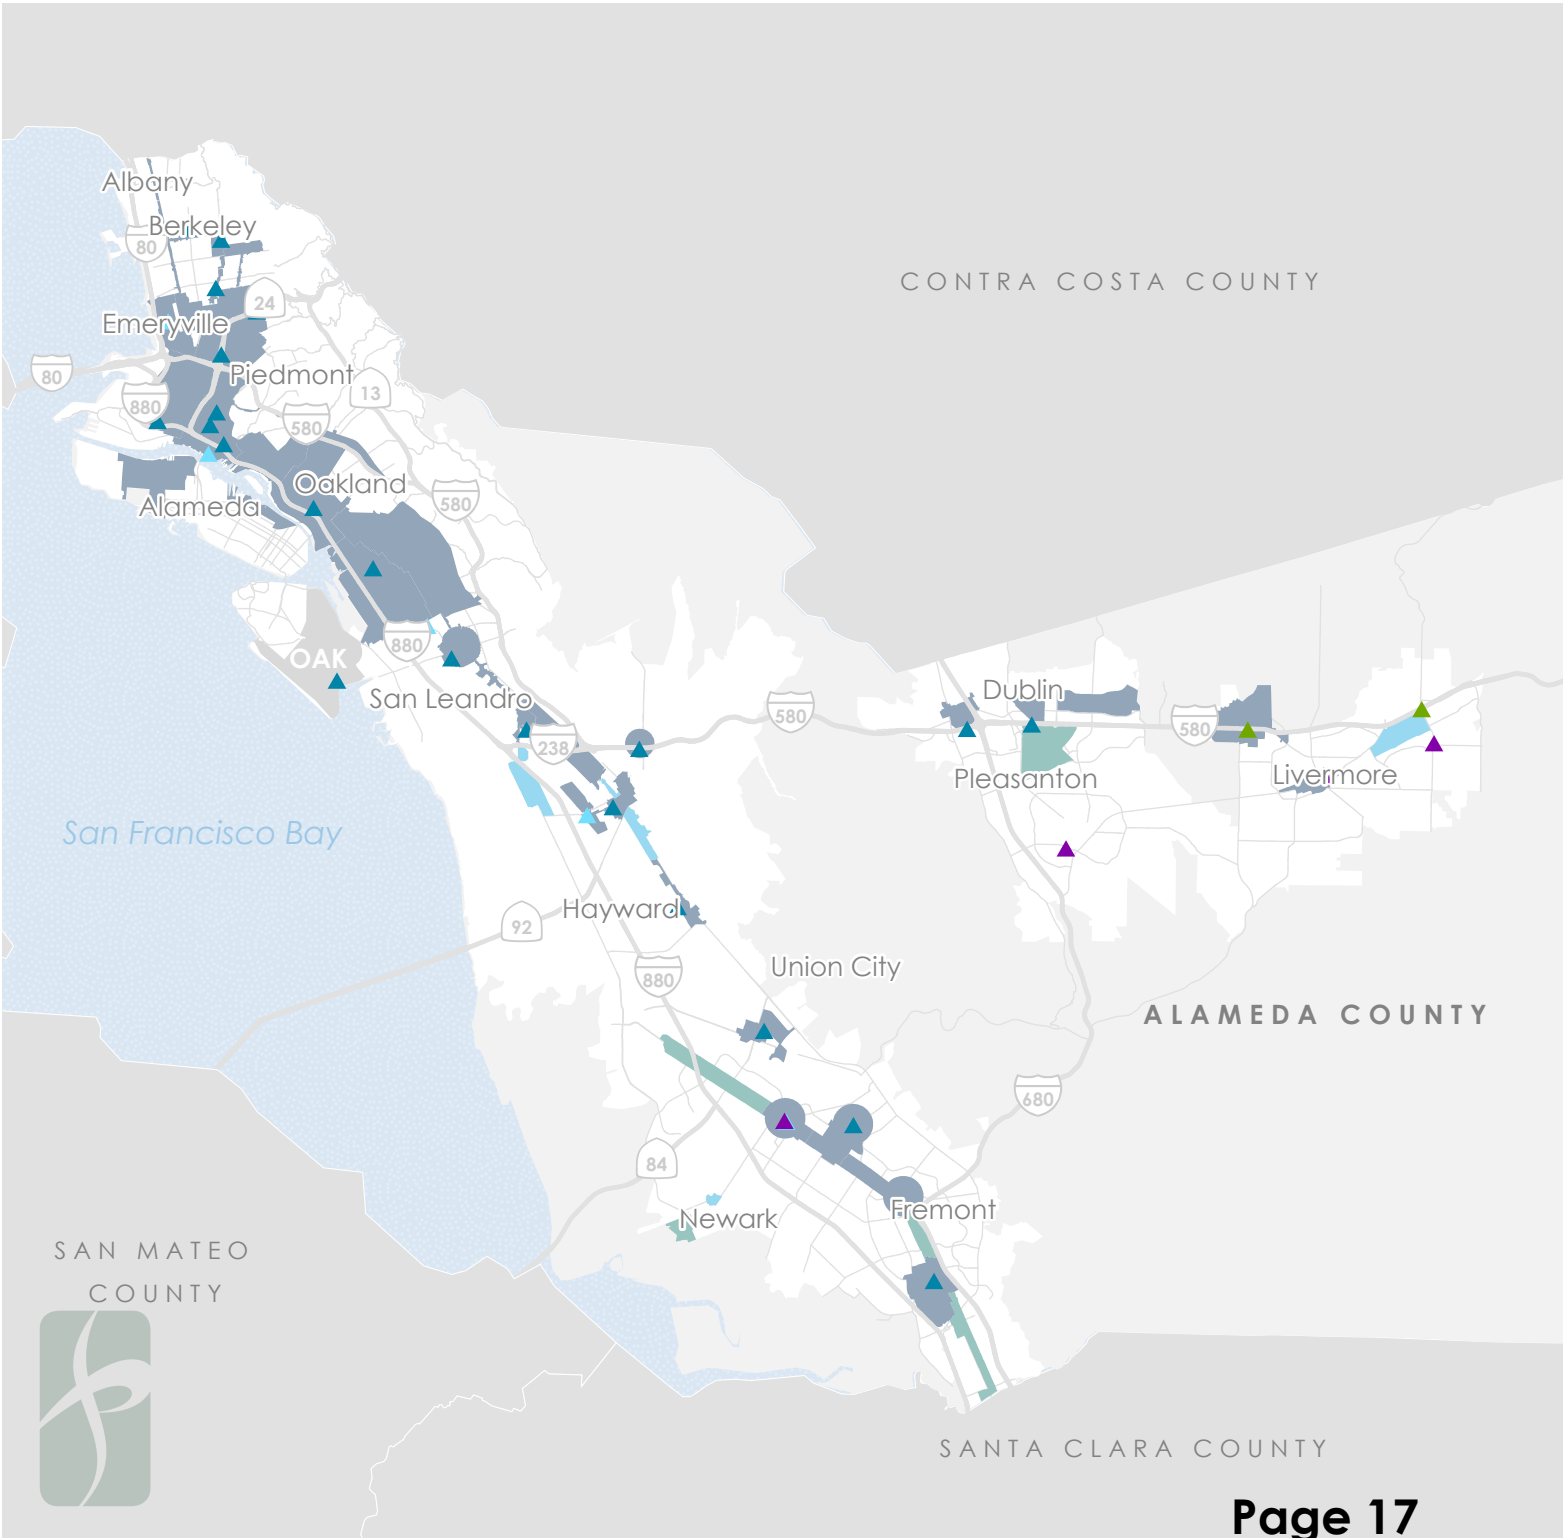 Albany
Berkeley
80
CONTRA COSTA COUNTY
24
Emeryville
80
Piedmont
13
880
580
Oakland
580
Alameda
880
OAK
San Leandro
Dublin
580
580
238
Pleasanton
Livermore
San Francisco Bay
Hayward
92
Union City
880
ALAMEDA COUNTY
680
84
Fremont
Newark
SAN MATEO
COUNTY
SANTA CLARA COUNTY
Page 17